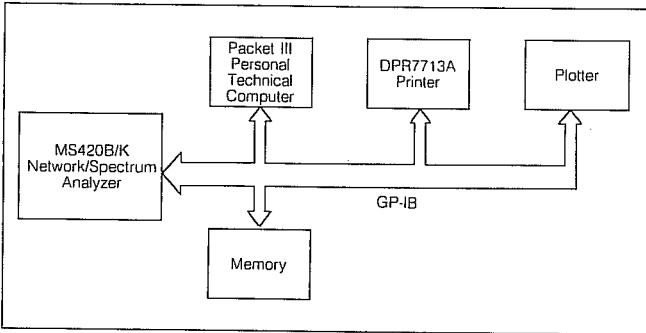 Packet III
Personal
Technical
Computer
DPR7713A
Printer
Plotter
MS420B/K
Network/Spectrum
Analyzer
GP-IB
Memory